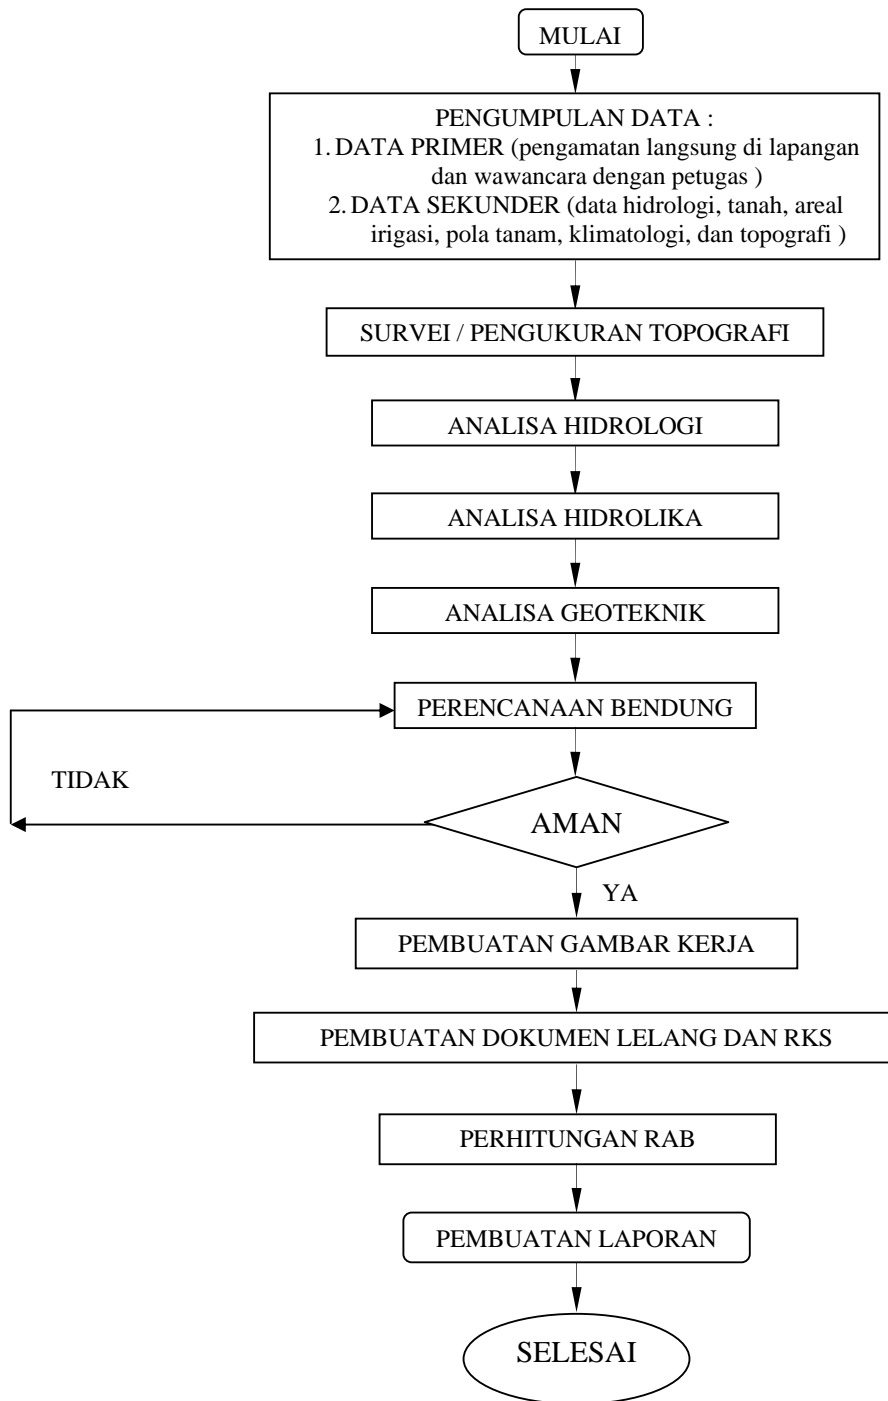 MULAI
PENGUMPULAN DATA :
1. DATA PRIMER (pengamatan langsung di lapangan
dan wawancara dengan petugas )
2. DATA SEKUNDER (data hidrologi, tanah, areal
irigasi, pola tanam, klimatologi, dan topografi )
SURVEI / PENGUKURAN TOPOGRAFI
ANALISA HIDROLOGI
ANALISA HIDROLIKA
ANALISA GEOTEKNIK
PERENCANAAN BENDUNG
TIDAK
AMAN
YA
PEMBUATAN GAMBAR KERJA
PEMBUATAN DOKUMEN LELANG DAN RKS
PERHITUNGAN RAB
PEMBUATAN LAPORAN
SELESAI